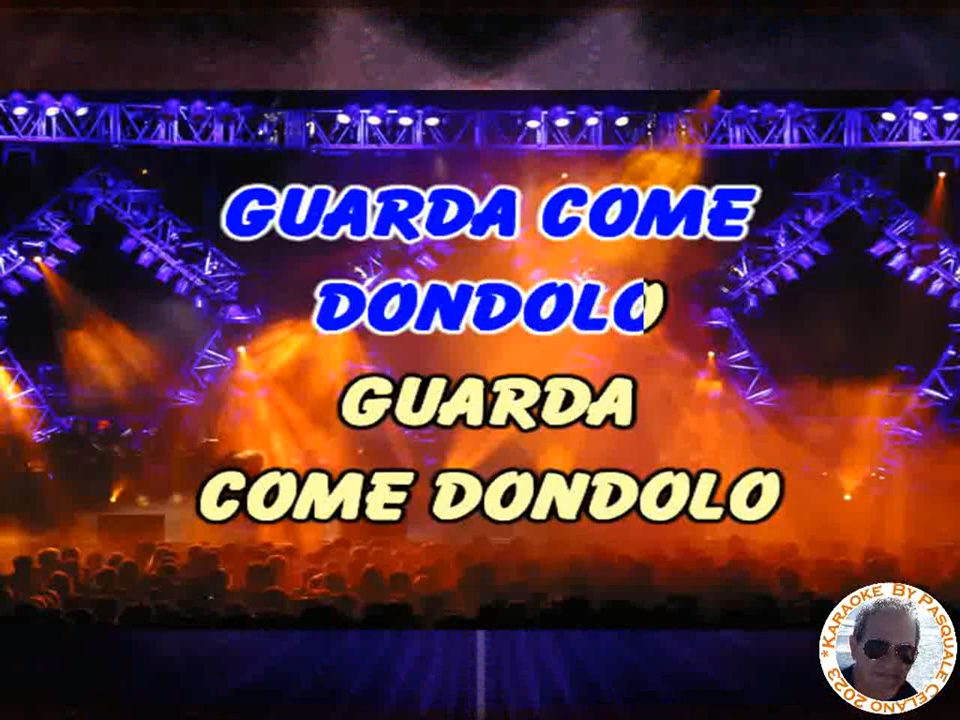 GUARDA COME
DONDOLO
GUARDA
COME DONDOLO
*KARAOKE BY PASQUALE CELANO 2023